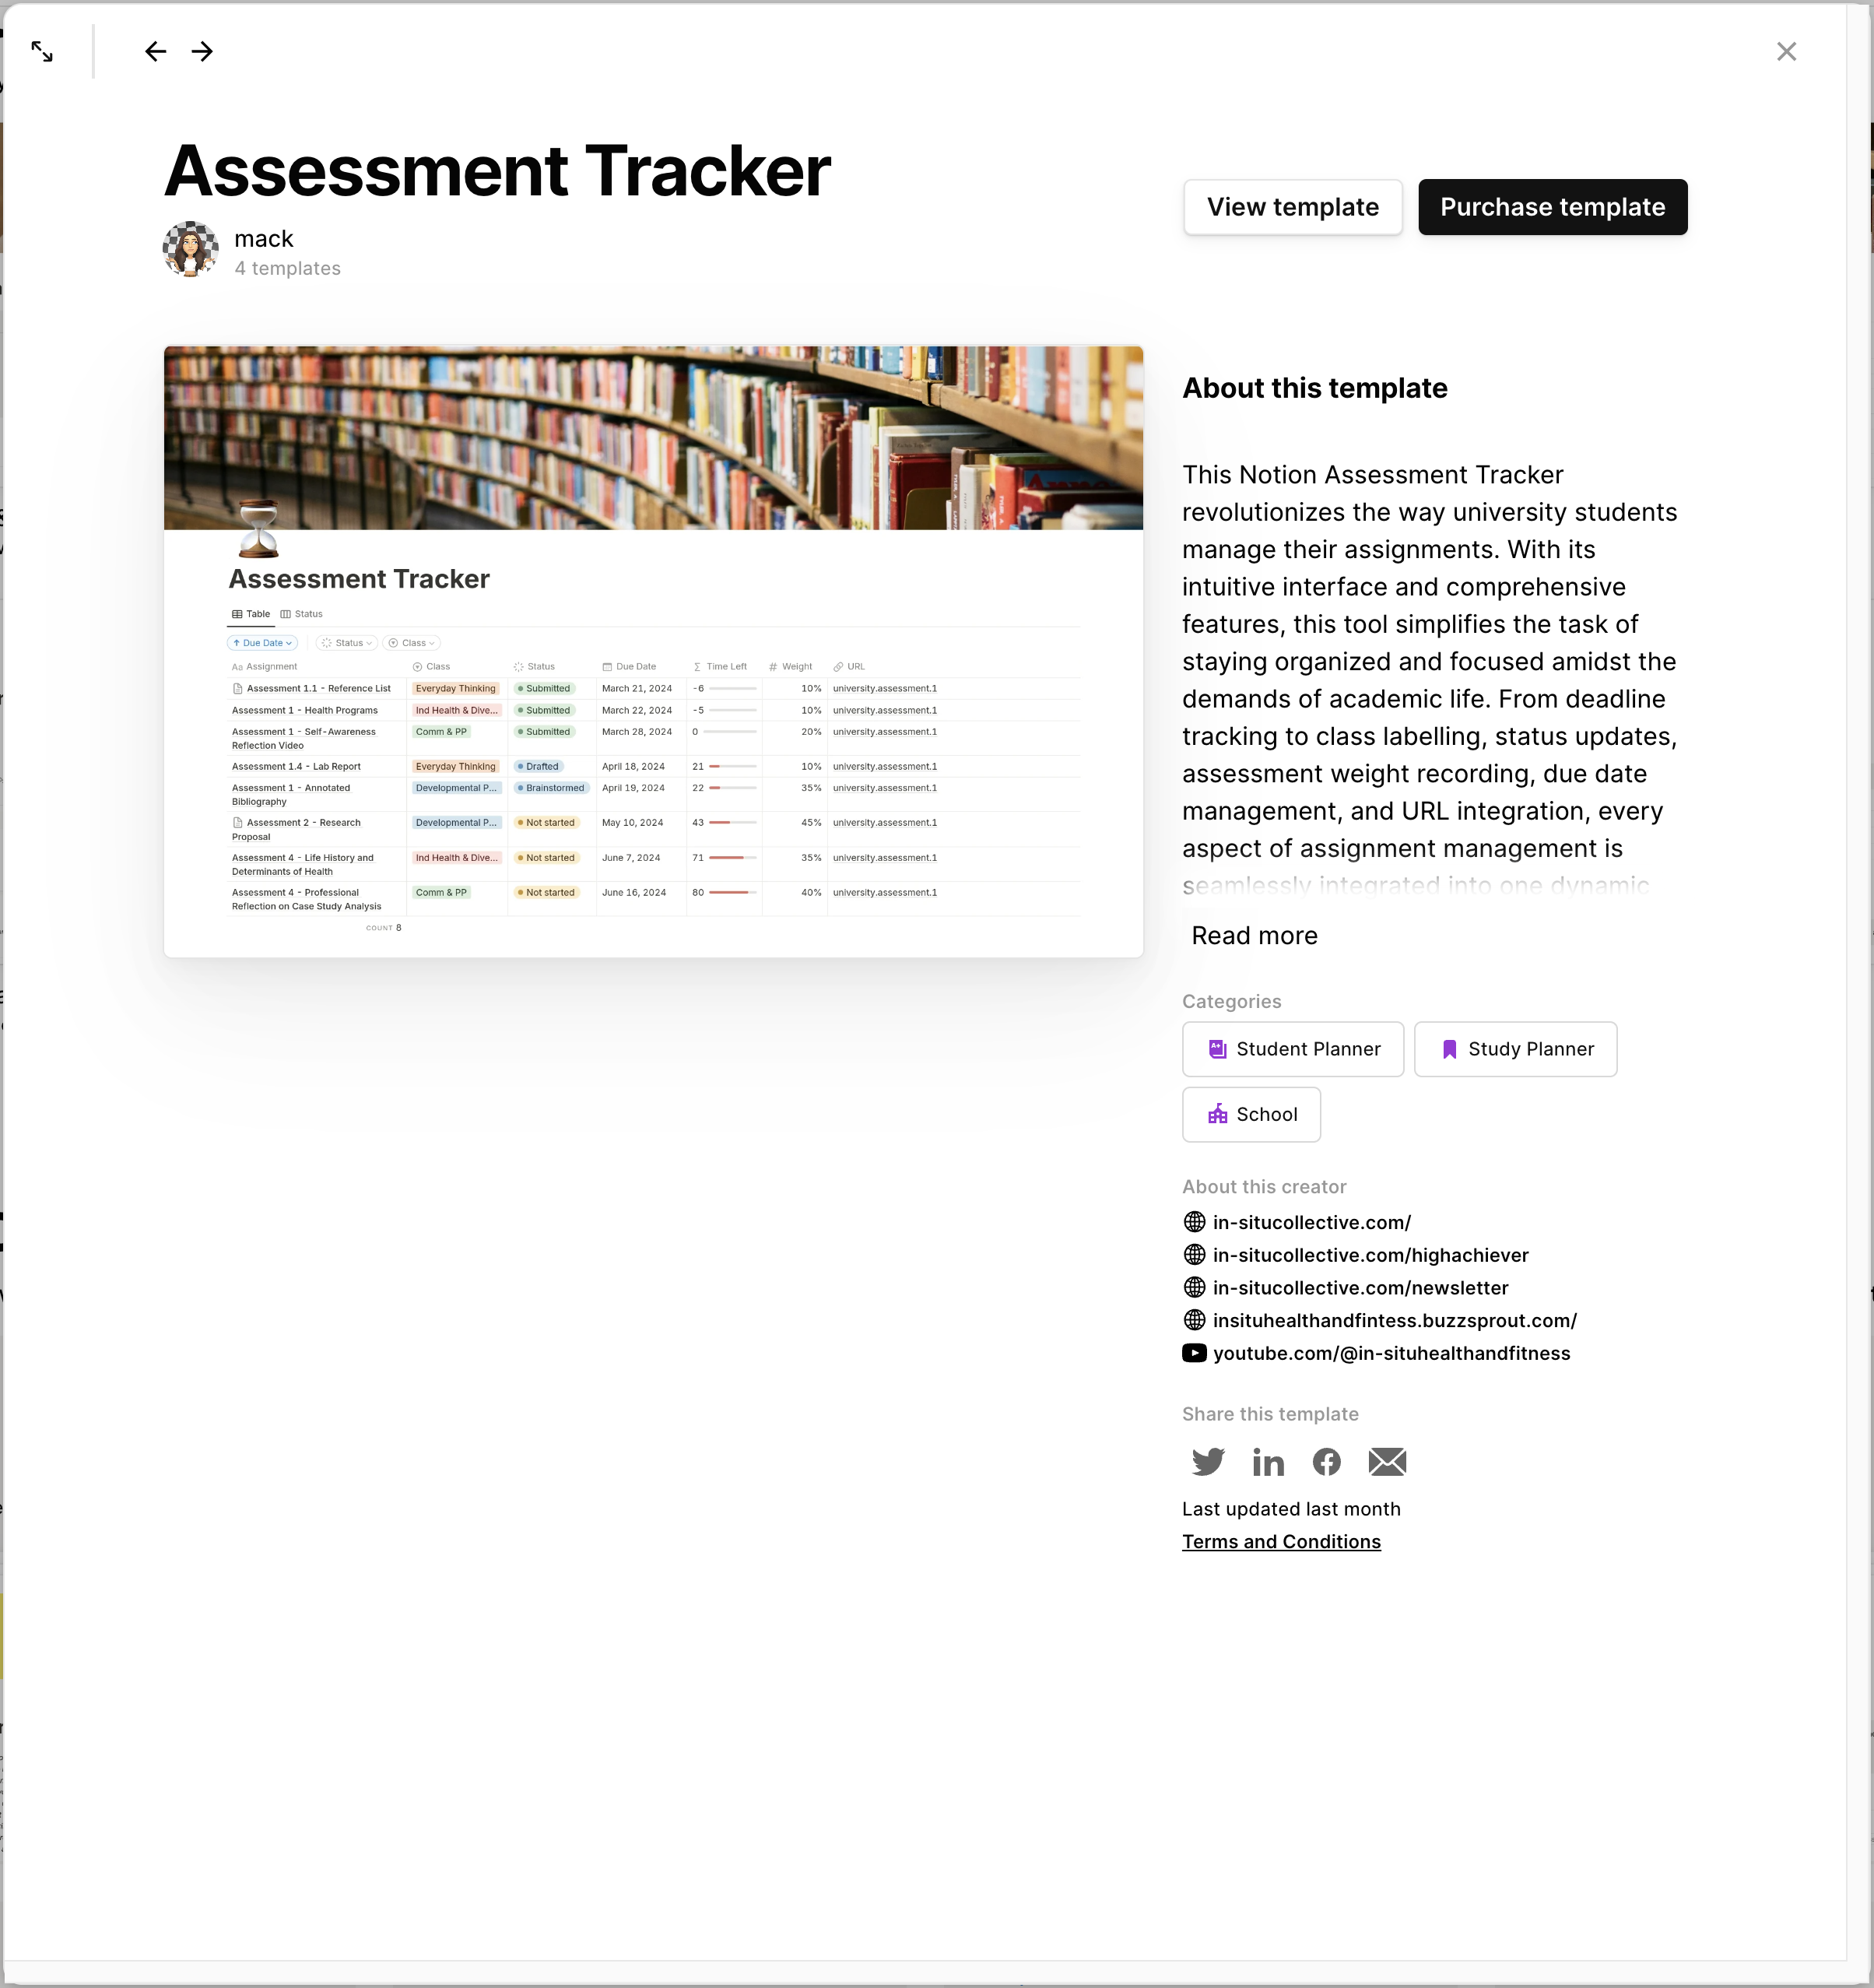 Assessment Tracker
mack
4 templates
View template
Purchase template
Assessment Tracker
Table
Status
Due Date
Status
Class
Aa Assignment
Class
Status
Due Date
Time Left
# Weight
URL
Assessment 1.1 - Reference List
Everyday Thinking
Submitted
March 21, 2024
-6
10%
university.assessment.1
Assessment 1 - Health Programs
Ind Health & Dive...
Submitted
March 22, 2024
-5
10%
university.assessment.1
Assessment 1 - Self-Awareness
Reflection Video
Comm & PP
Submitted
March 28, 2024
0
20%
university.assessment.1
Assessment 1.4 - Lab Report
Everyday Thinking
Drafted
April 18, 2024
21
10%
university.assessment.1
Assessment 1 - Annotated
Bibliography
Developmental P...
Brainstormed
April 19, 2024
22
35%
university.assessment.1
Assessment 2 - Research
Proposal
Developmental P...
Not started
May 10, 2024
43
45%
university.assessment.1
Assessment 4 - Life History and
Determinants of Health
Ind Health & Dive...
Not started
June 7, 2024
71
35%
university.assessment.1
Assessment 4 - Professional
Reflection on Case Study Analysis
Comm & PP
Not started
June 16, 2024
80
40%
university.assessment.1
COUNT 8
About this template
This Notion Assessment Tracker
revolutionizes the way university students
manage their assignments. With its
intuitive interface and comprehensive
features, this tool simplifies the task of
staying organized and focused amidst the
demands of academic life. From deadline
tracking to class labelling, status updates,
assessment weight recording, due date
management, and URL integration, every
aspect of assignment management is
seamlessly integrated into one dynamic
Read more
Categories
Student Planner
Study Planner
School
About this creator
in-situcollective.com/
in-situcollective.com/highachiever
in-situcollective.com/newsletter
insituhealthandfintess.buzzsprout.com/
youtube.com/@in-situhealthandfitness
Share this template
Last updated last month
Terms and Conditions